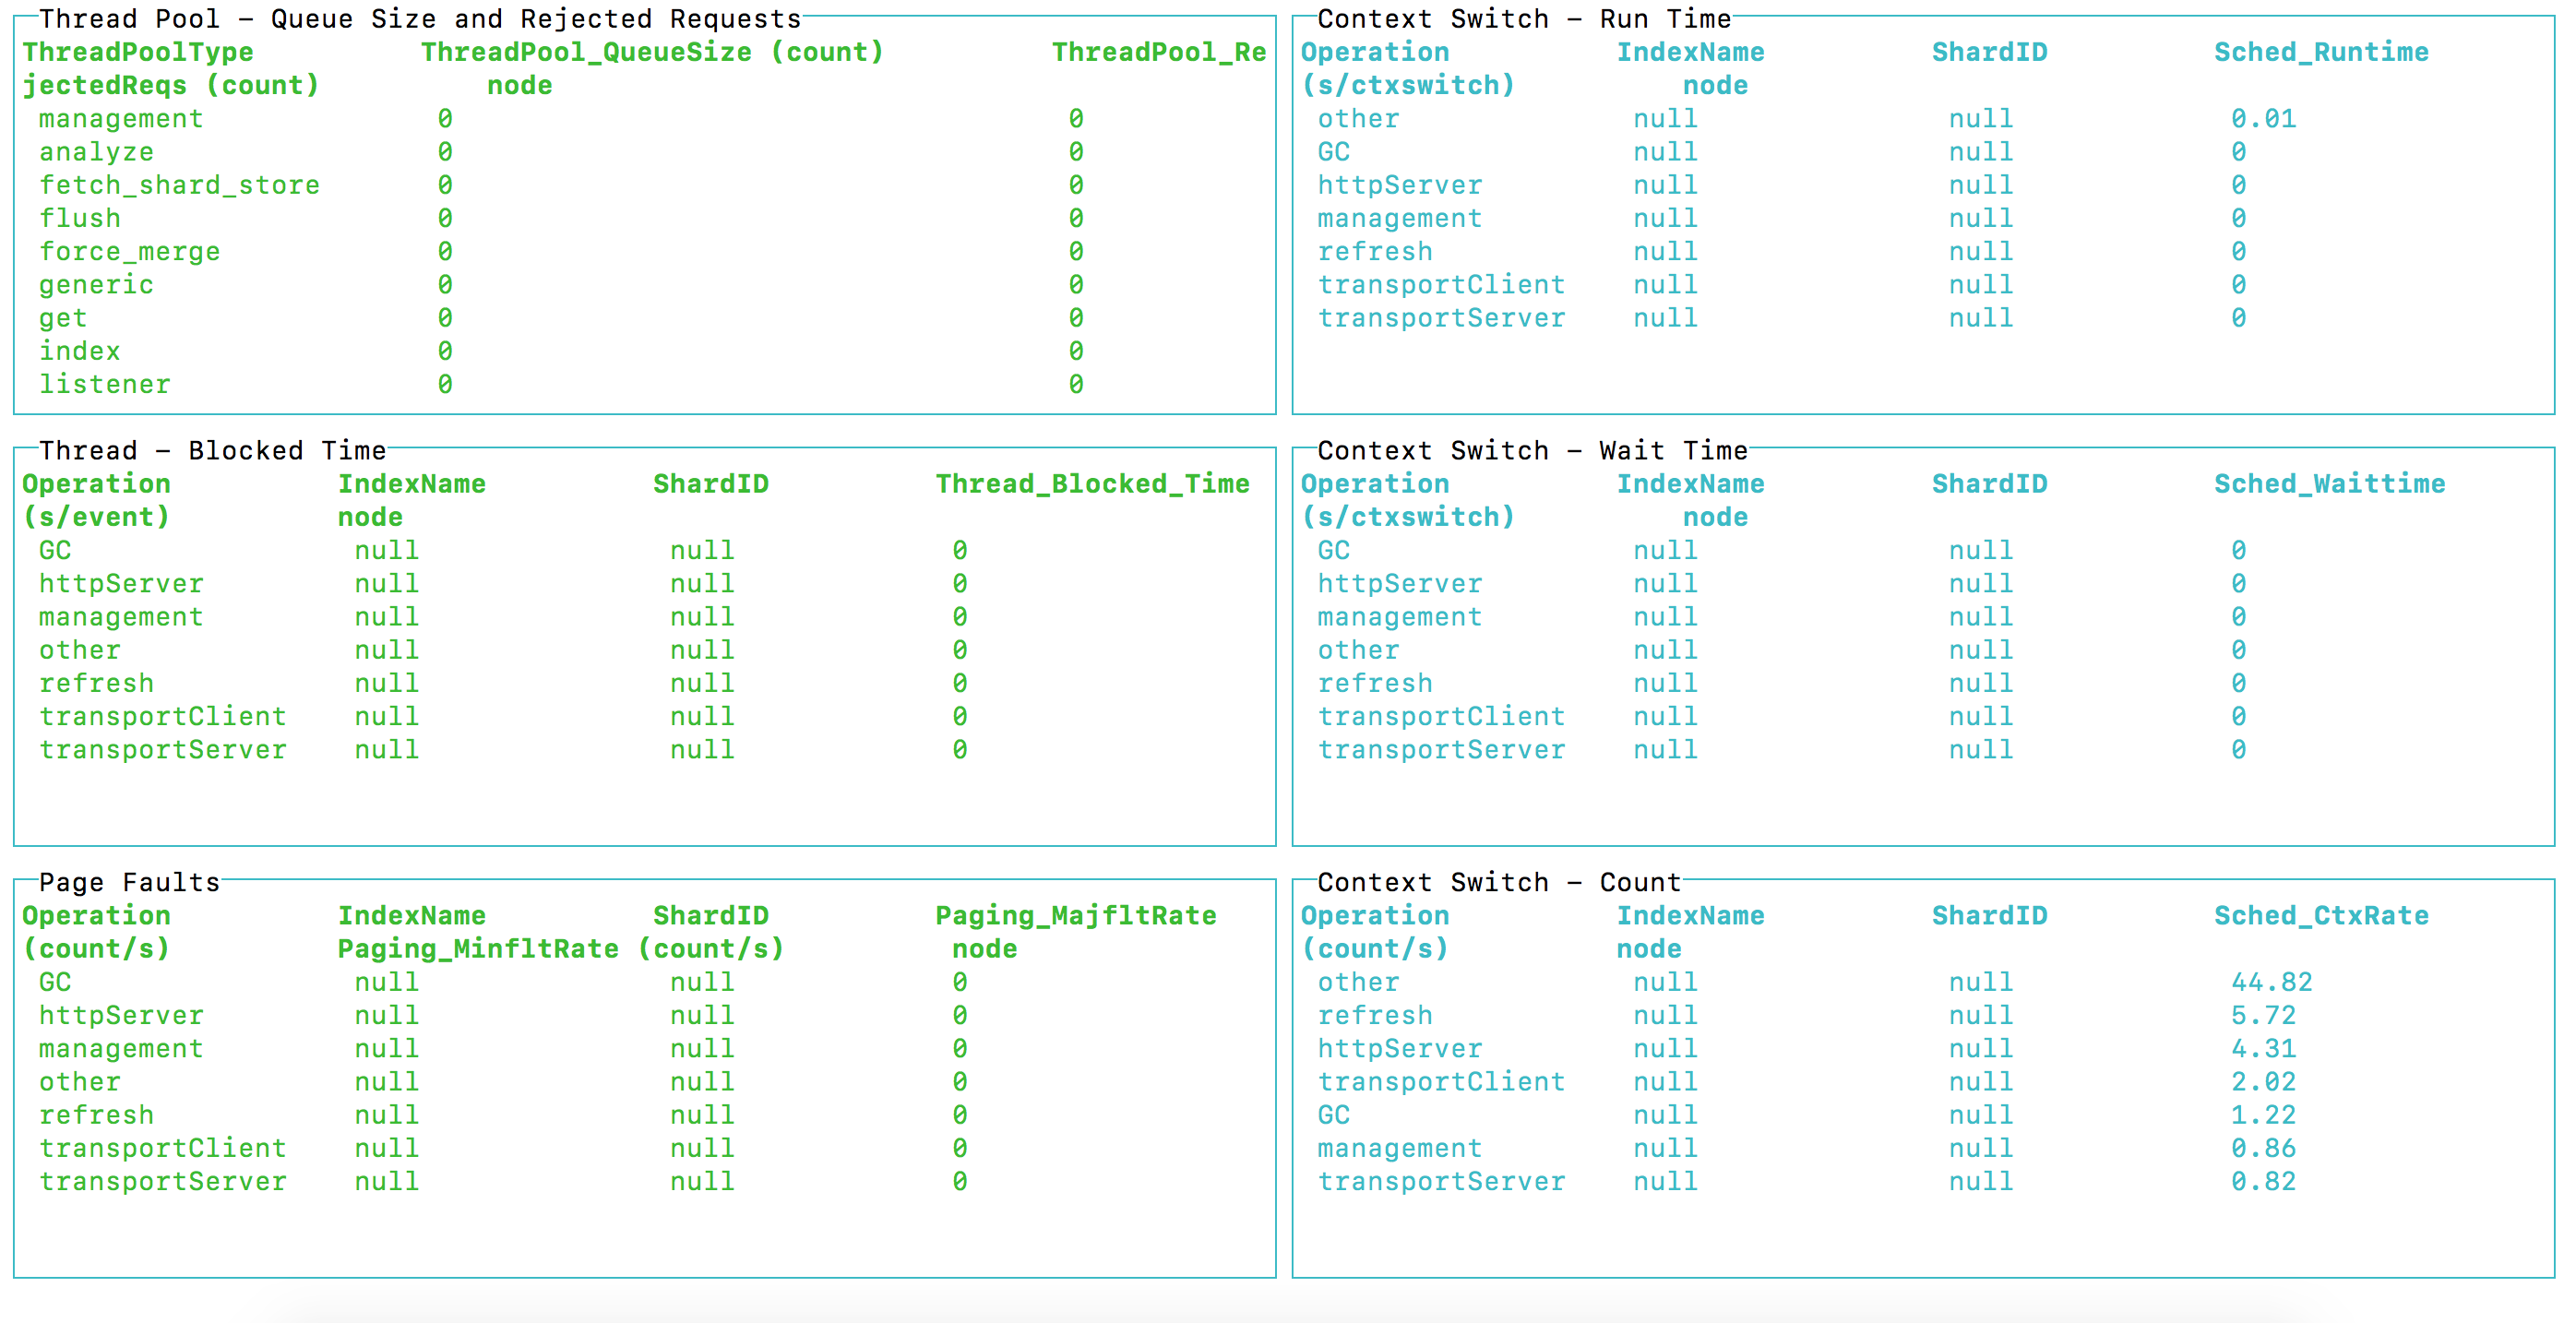 Thread Pool – Queue Size and Rejected Requests
ThreadPoolType ThreadPool_QueueSize (count) ThreadPool_Re
jectedReqs (count) node
management 0 0
analyze 0 0
fetch_shard_store 0 0
flush 0 0
force_merge 0 0
generic 0 0
get 0 0
index 0 0
listener 0 0
Context Switch – Run Time
Operation IndexName ShardID Sched_Runtime
(s/ctxswitch) node
other null null 0.01
GC null null 0
httpServer null null 0
management null null 0
refresh null null 0
transportClient null null 0
transportServer null null 0
Thread – Blocked Time
Operation IndexName ShardID Thread_Blocked_Time
(s/event) node
GC null null 0
httpServer null null 0
management null null 0
other null null 0
refresh null null 0
transportClient null null 0
transportServer null null 0
Context Switch – Wait Time
Operation IndexName ShardID Sched_Waittime
(s/ctxswitch) node
GC null null 0
httpServer null null 0
management null null 0
other null null 0
refresh null null 0
transportClient null null 0
transportServer null null 0
Page Faults
Operation IndexName ShardID Paging_MajfltRate
(count/s) Paging_MinfltRate (count/s) node
GC null null 0
httpServer null null 0
management null null 0
other null null 0
refresh null null 0
transportClient null null 0
transportServer null null 0
Context Switch – Count
Operation IndexName ShardID Sched_CtxRate
(count/s) node
other null null 44.82
refresh null null 5.72
httpServer null null 4.31
transportClient null null 2.02
GC null null 1.22
management null null 0.86
transportServer null null 0.82